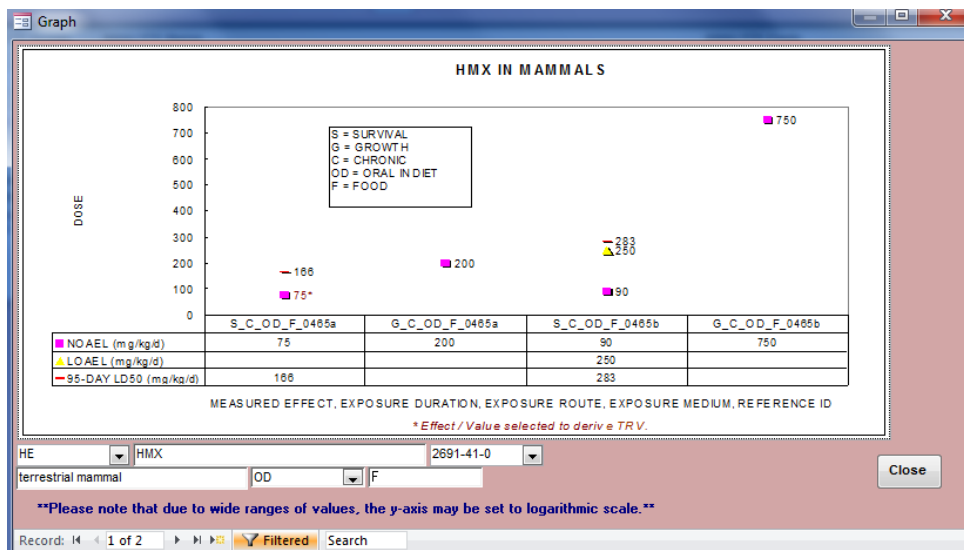 Graph
HMX IN MAMMALS
800
700
600
500
400
300
200
100
0
DOSE
S = SURVIVAL
G = GROWTH
C = CHRONIC
OD = ORAL IN DIET
F = FOOD
166
75*
200
283
250
90
750
S_C_OD_F_0465a G_C_OD_F_0465a S_C_OD_F_0465b G_C_OD_F_0465b
NOAEL (mg/kg/d) 75 200 90 750
LOAEL (mg/kg/d) 250
95-DAY LD50 (mg/kg/d) 166 283
MEASURED EFFECT, EXPOSURE DURATION, EXPOSURE ROUTE, EXPOSURE MEDIUM, REFERENCE ID
* Effect / Value selected to derive TRV.
HE HMX 2691-41-0
terrestrial mammal OD F
Close
**Please note that due to wide ranges of values, the y-axis may be set to logarithmic scale.**
Record: 1 of 2 Filtered Search